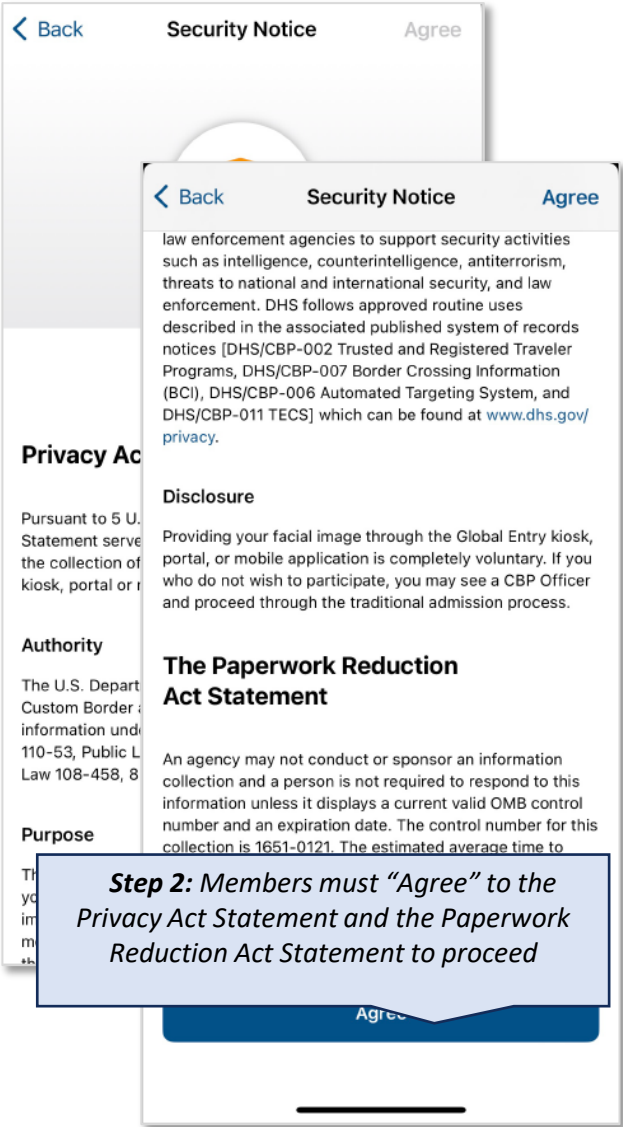 Back Security Notice Agree
Privacy Ac
Pursuant to 5 U.
Statement serve
the collection of
kiosk, portal or
Authority
The U.S. Depart
Custom Border
information und
110-53, Public L
Law 108-458, 8
Purpose
Back Security Notice Agree
law enforcement agencies to support security activities
such as intelligence, counterintelligence, antiterrorism,
threats to national and international security, and law
enforcement. DHS follows approved routine uses
described in the associated published system of records
notices [DHS/CBP-002 Trusted and Registered Traveler
Programs, DHS/CBP-007 Border Crossing Information
(BCI), DHS/CBP-006 Automated Targeting System, and
DHS/CBP-011 TECS] which can be found at www.dhs.gov/
privacy.
Disclosure
Providing your facial image through the Global Entry kiosk,
portal, or mobile application is completely voluntary. If you
who do not wish to participate, you may see a CBP Officer
and proceed through the traditional admission process.
The Paperwork Reduction
Act Statement
An agency may not conduct or sponsor an information
collection and a person is not required to respond to this
information unless it displays a current valid OMB control
number and an expiration date. The control number for this
collection is 1651-0121. The estimated average time to
Step 2: Members must “Agree” to the
Privacy Act Statement and the Paperwork
Reduction Act Statement to proceed
Agree